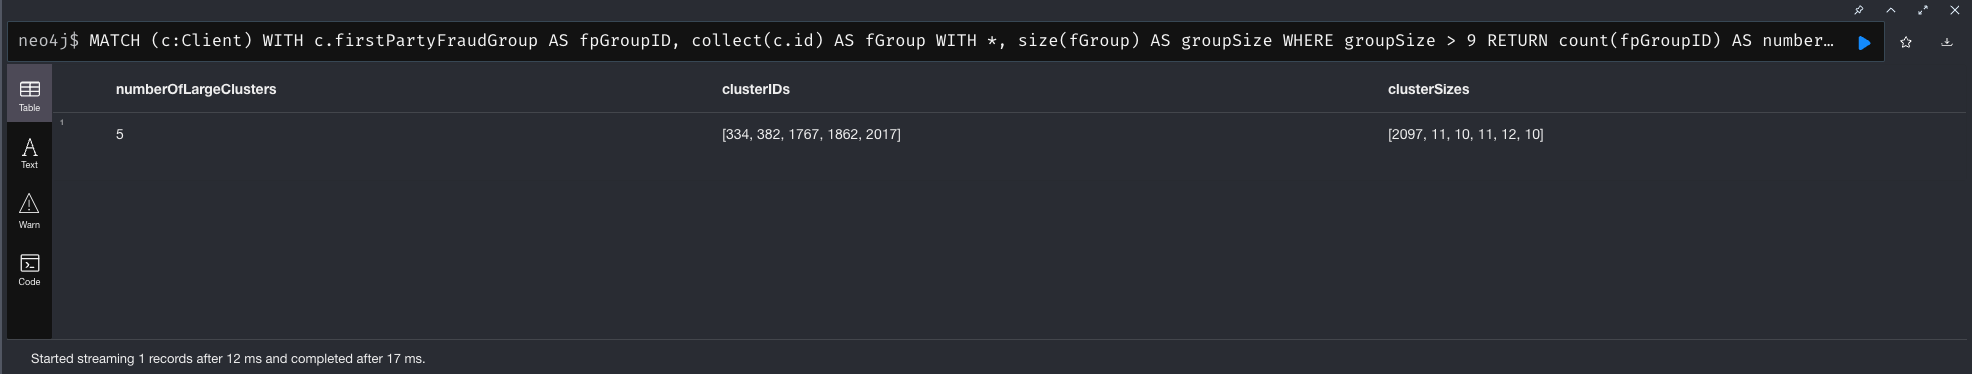 neo4j$ MATCH (c:Client) WITH c.firstPartyFraudGroup AS fpGroupID, collect(c.id) AS fGroup WITH *, size(fGroup) AS groupSize WHERE groupSize > 9 RETURN count(fpGroupID) AS number…
Table
numberOfLargeClusters clusterIDs clusterSizes
1
5 [334, 382, 1767, 1862, 2017] [2097, 11, 10, 11, 12, 10]
Text
Warn
Code
Started streaming 1 records after 12 ms and completed after 17 ms.